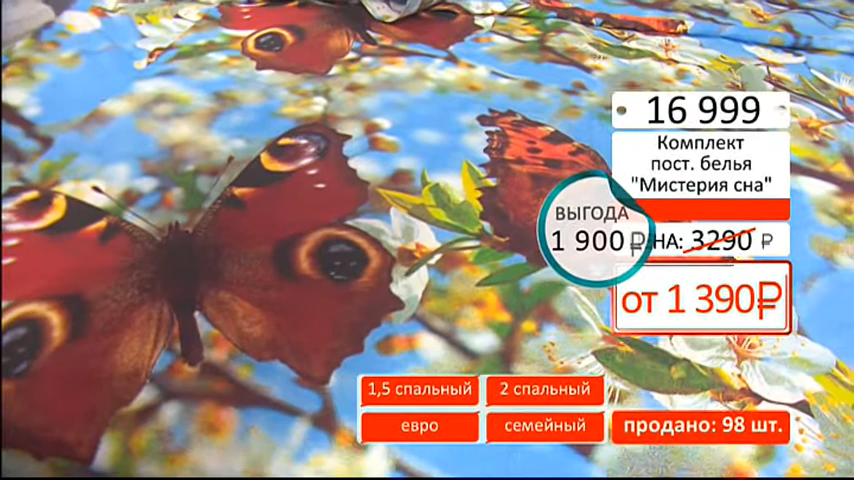 16 999
Комплект
пост. белья
"Мистерия сна"
ВЫГОДА
1 900 ₽
ЕНА: 3290 ₽
от 1 390₽
1,5 спальный
2 спальный
евро
семейный
продано: 98 шт.